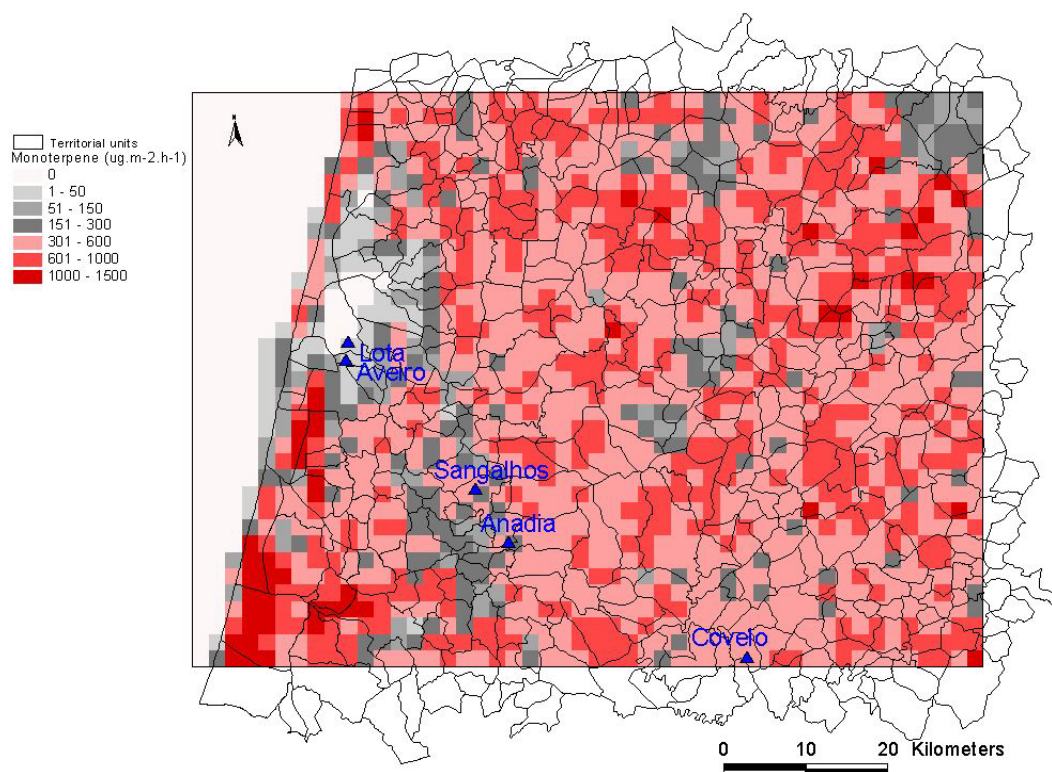 Territorial units
Monoterpene (ug.m-2.h-1)
0
1 - 50
51 - 150
151 - 300
301 - 600
601 - 1000
1000 - 1500
Lota
Aveiro
Sangalhos
Anadia
Covelo
0 10 20 Kilometers